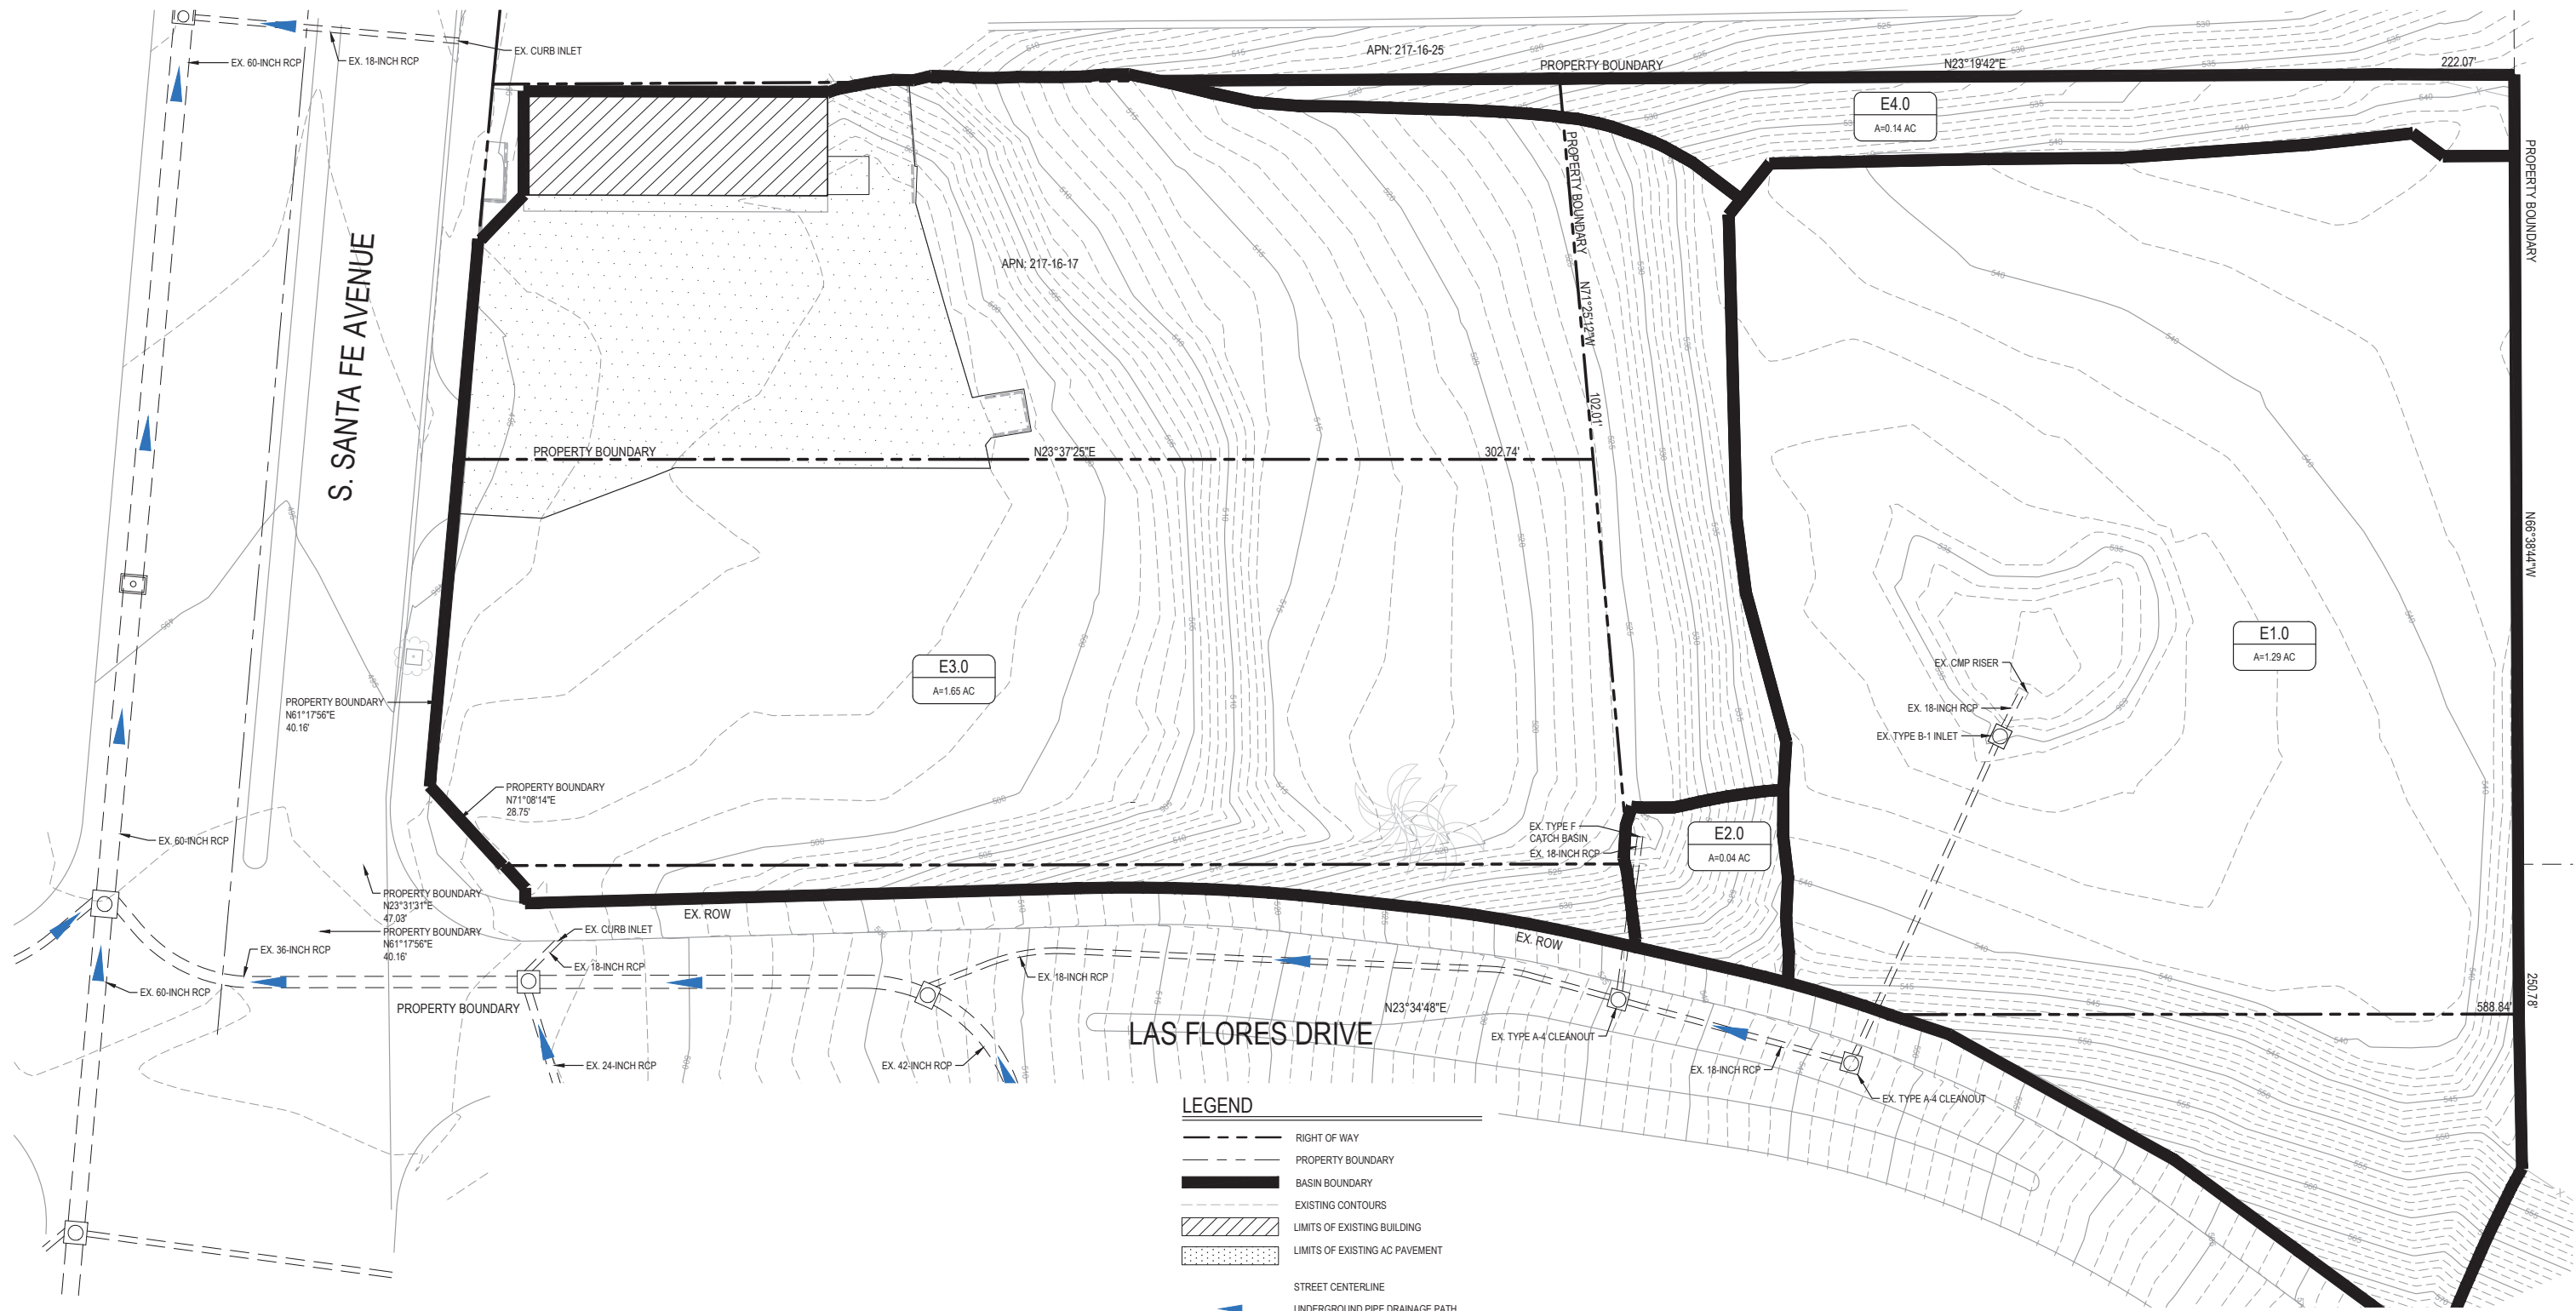 EX. CURB INLET
EX. 60-INCH RCP
EX. 18-INCH RCP
APN: 217-16-25
PROPERTY BOUNDARY
N23°19'42"E
222.07'
E4.0
A=0.14 AC
PROPERTY BOUNDARY
N71°25'12"W
102.01'
PROPERTY BOUNDARY
N66°38'44"W
250.78'
S. SANTA FE AVENUE
APN: 217-16-17
PROPERTY BOUNDARY
N23°37'25"E
302.74'
E3.0
A=1.65 AC
E1.0
A=1.29 AC
EX. CMP RISER
EX. 18-INCH RCP
EX. TYPE B-1 INLET
PROPERTY BOUNDARY
N61°17'56"E
40.16'
PROPERTY BOUNDARY
N71°08'14"E
28.75'
EX. TYPE F
CATCH BASIN
EX. 18-INCH RCP
E2.0
A=0.04 AC
EX. 60-INCH RCP
PROPERTY BOUNDARY
N23°31'31"E
47.03'
PROPERTY BOUNDARY
N61°17'56"E
40.16'
EX. ROW
EX. ROW
EX. CURB INLET
EX. 36-INCH RCP
EX. 18-INCH RCP
EX. 18-INCH RCP
EX. 60-INCH RCP
PROPERTY BOUNDARY
N23°34'48"E
588.84'
LAS FLORES DRIVE
EX. TYPE A-4 CLEANOUT
EX. 24-INCH RCP
EX. 42-INCH RCP
EX. 18-INCH RCP
EX. TYPE A-4 CLEANOUT
LEGEND
RIGHT OF WAY
PROPERTY BOUNDARY
BASIN BOUNDARY
EXISTING CONTOURS
LIMITS OF EXISTING BUILDING
LIMITS OF EXISTING AC PAVEMENT
STREET CENTERLINE
UNDERGROUND PIPE DRAINAGE PATH